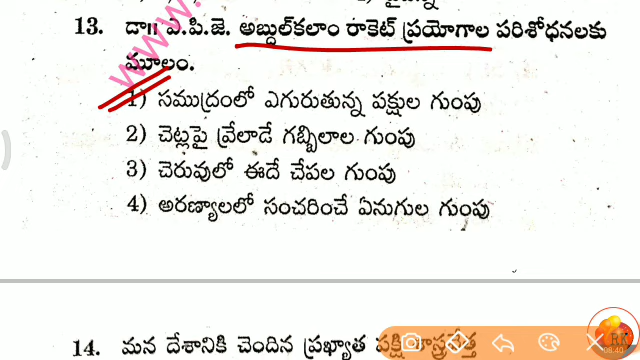 13. డా॥ ఎ.పి.జె. అబ్దుల్‌కలాం రాకెట్ ప్రయోగాల పరిశోధనలకు
మూలం.
www.
1) సముద్రంలో ఎగురుతున్న పక్షుల గుంపు
2) చెట్లపై వ్రేలాడే గబ్బిలాల గుంపు
3) చెరువులో ఈదే చేపల గుంపు
4) అరణ్యాలలో సంచరించే ఏనుగుల గుంపు
14. మన దేశానికి చెందిన ప్రఖ్యాత